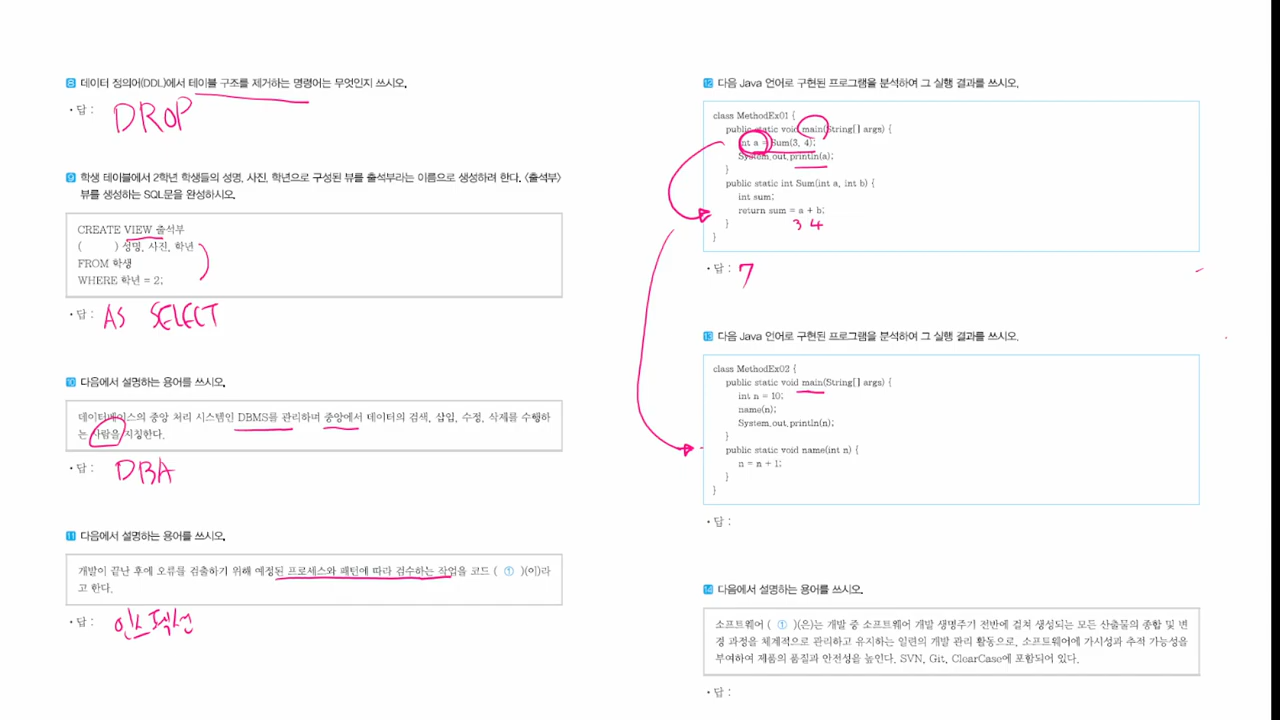 8 데이터 정의어(DDL)에서 테이블 구조를 제거하는 명령어는 무엇인지 쓰시오.
• 답 : DROP
9 학생 테이블에서 2학년 학생들의 성명, 사진, 학년으로 구성된 뷰를 출석부라는 이름으로 생성하려 한다. <출석부>
뷰를 생성하는 SQL문을 완성하시오.
CREATE VIEW 출석부
( ) 성명, 사진, 학년
FROM 학생
WHERE 학년 = 2;
• 답 : AS SELECT
10 다음에서 설명하는 용어를 쓰시오.
데이터베이스의 중앙 처리 시스템인 DBMS를 관리하며 중앙에서 데이터의 검색, 삽입, 수정, 삭제를 수행하
는 사람을 지칭한다.
• 답 : DBA
11 다음에서 설명하는 용어를 쓰시오.
개발이 끝난 후에 오류를 검출하기 위해 예정된 프로세스와 패턴에 따라 검수하는 작업을 코드 ( ① )(이)라
고 한다.
• 답 : 인스펙션
12 다음 Java 언어로 구현된 프로그램을 분석하여 그 실행 결과를 쓰시오.
class MethodEx01 {
public static void main(String[] args) {
int a = Sum(3, 4);
System.out.println(a);
}
public static int Sum(int a, int b) {
int sum;
return sum = a + b;
} 3 4
}
• 답 : 7
13 다음 Java 언어로 구현된 프로그램을 분석하여 그 실행 결과를 쓰시오.
class MethodEx02 {
public static void main(String[] args) {
int n = 10;
name(n);
System.out.println(n);
}
public static void name(int n) {
n = n + 1;
}
}
• 답 :
14 다음에서 설명하는 용어를 쓰시오.
소프트웨어 ( ① )(은)는 개발 중 소프트웨어 개발 생명주기 전반에 걸쳐 생성되는 모든 산출물의 종합 및 변
경 과정을 체계적으로 관리하고 유지하는 일련의 개발 관리 활동으로, 소프트웨어에 가시성과 추적 가능성을
부여하여 제품의 품질과 안전성을 높인다. SVN, Git, ClearCase에 포함되어 있다.
• 답 :